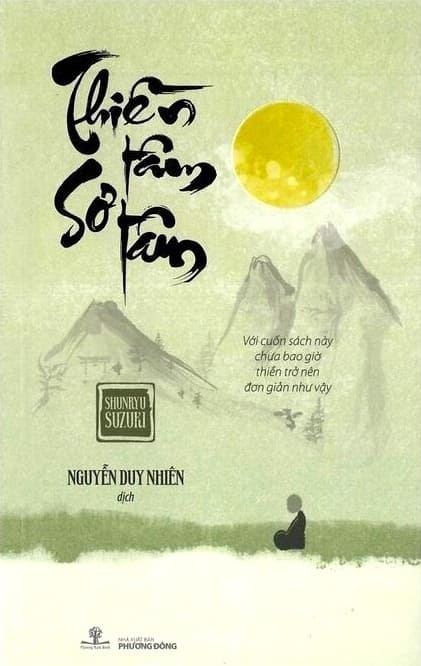 Thiền
tâm
Sơ
tâm
Với cuốn sách này
chưa bao giờ
thiền trở nên
đơn giản như vậy
SHUNRYU
SUZUKI
NGUYỄN DUY NHIÊN
dịch
NHÀ XUẤT BẢN
PHƯƠNG ĐÔNG